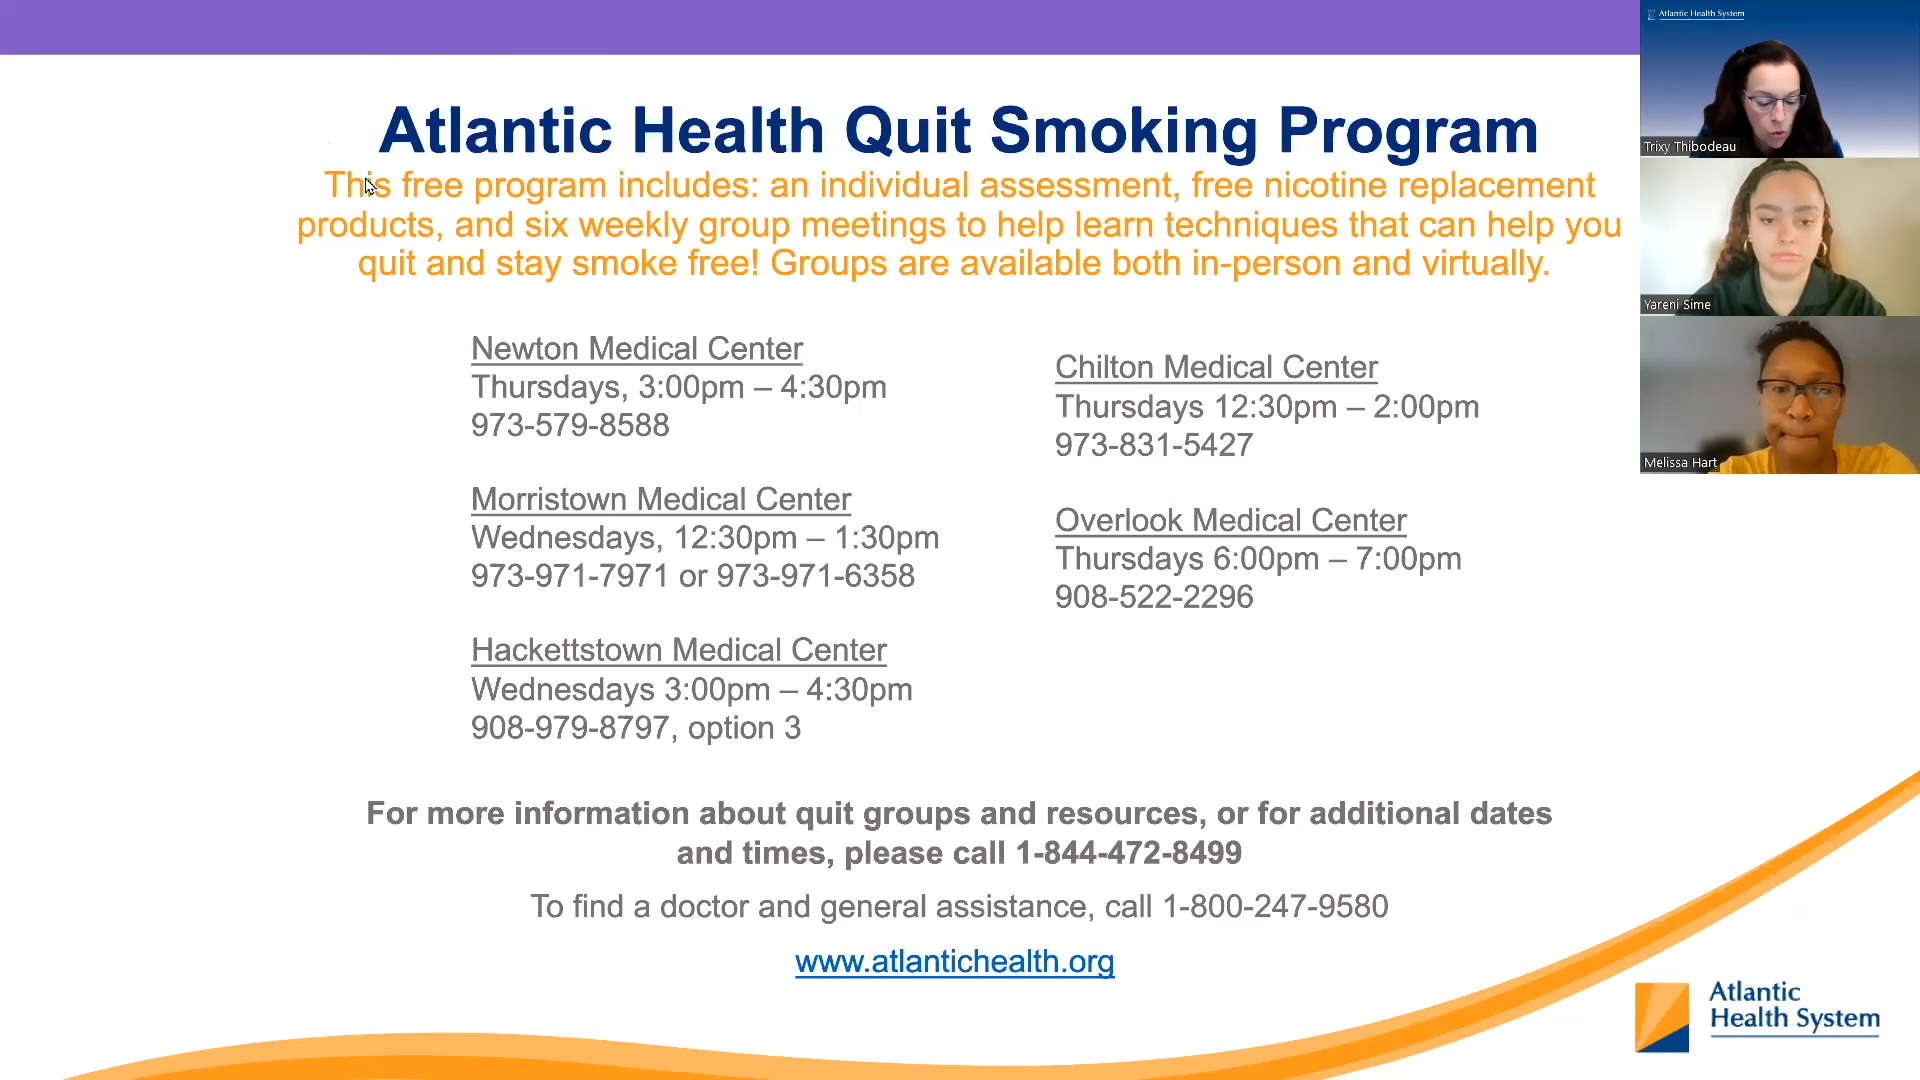 Atlantic Health Quit Smoking Program
This free program includes: an individual assessment, free nicotine replacement
products, and six weekly group meetings to help learn techniques that can help you
quit and stay smoke free! Groups are available both in-person and virtually.
Newton Medical Center
Thursdays, 3:00pm – 4:30pm
973-579-8588
Morristown Medical Center
Wednesdays, 12:30pm – 1:30pm
973-971-7971 or 973-971-6358
Hackettstown Medical Center
Wednesdays 3:00pm – 4:30pm
908-979-8797, option 3
Chilton Medical Center
Thursdays 12:30pm – 2:00pm
973-831-5427
Overlook Medical Center
Thursdays 6:00pm – 7:00pm
908-522-2296
For more information about quit groups and resources, or for additional dates
and times, please call 1-844-472-8499
To find a doctor and general assistance, call 1-800-247-9580
www.atlantichealth.org
Atlantic
Health System
Atlantic Health System
Trixy Thibodeau
Yareni Sime
Melissa Hart